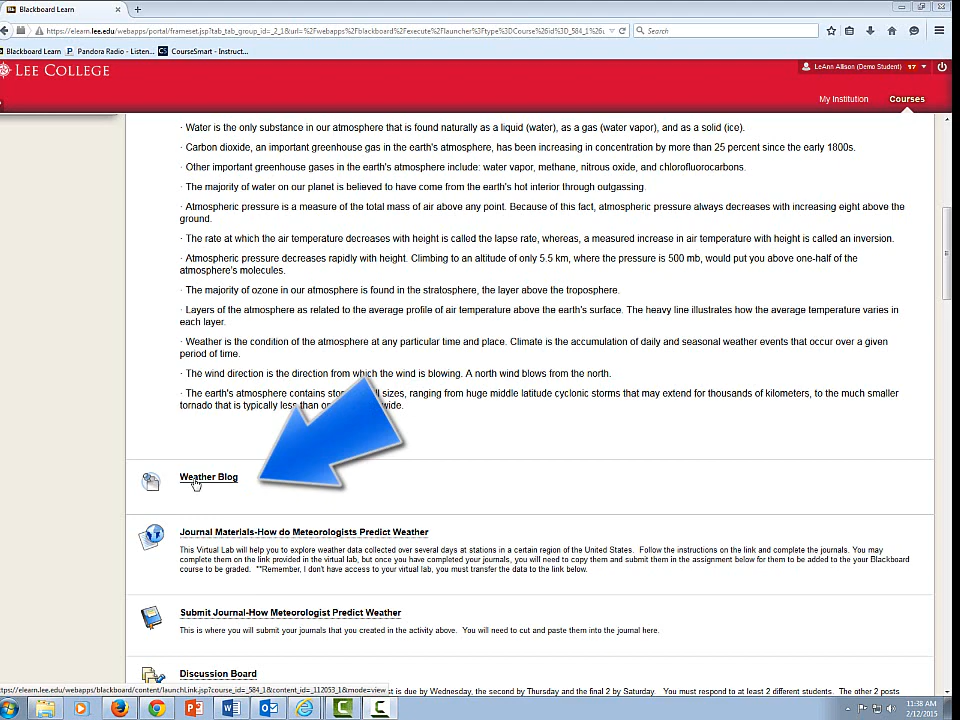 Blackboard Learn
https://elearn.lee.edu/webapps/portal/frameset.jsp?tab_tab_group_id=_2_1&url=%2Fwebapps%2Fblackboard%2Fexecute%2Flauncher%3Ftype%3DCourse%26id%3D_584_1%26u
Search
Blackboard Learn
Pandora Radio - Listen...
CS CourseSmart - Instruct...
LEE COLLEGE
LeAnn Allison (Demo Student) 17
My Institution
Courses
· Water is the only substance in our atmosphere that is found naturally as a liquid (water), as a gas (water vapor), and as a solid (ice).
· Carbon dioxide, an important greenhouse gas in the earth's atmosphere, has been increasing in concentration by more than 25 percent since the early 1800s.
· Other important greenhouse gases in the earth's atmosphere include: water vapor, methane, nitrous oxide, and chlorofluorocarbons.
· The majority of water on our planet is believed to have come from the earth's hot interior through outgassing.
· Atmospheric pressure is a measure of the total mass of air above any point. Because of this fact, atmospheric pressure always decreases with increasing eight above the
ground.
· The rate at which the air temperature decreases with height is called the lapse rate, whereas, a measured increase in air temperature with height is called an inversion.
· Atmospheric pressure decreases rapidly with height. Climbing to an altitude of only 5.5 km, where the pressure is 500 mb, would put you above one-half of the
atmosphere's molecules.
· The majority of ozone in our atmosphere is found in the stratosphere, the layer above the troposphere.
· Layers of the atmosphere as related to the average profile of air temperature above the earth's surface. The heavy line illustrates how the average temperature varies in
each layer.
· Weather is the condition of the atmosphere at any particular time and place. Climate is the accumulation of daily and seasonal weather events that occur over a given
period of time.
· The wind direction is the direction from which the wind is blowing. A north wind blows from the north.
· The earth's atmosphere contains sizes, ranging from huge middle latitude cyclonic storms that may extend for thousands of kilometers, to the much smaller
tornado that is typically less than wide.
Weather Blog
Journal Materials-How do Meteorologists Predict Weather
This Virtual Lab will help you to explore weather data collected over several days at stations in a certain region of the United States. Follow the instructions on the link and complete the journals. You may
complete them on the link provided in the virtual lab, but once you have completed your journals, you will need to copy them and submit them in the assignment below for them to be added to the your Blackboard
course to be graded. **Remember, I don't have access to your virtual lab, you must transfer the data to the link below.
Submit Journal-How Meteorologist Predict Weather
This is where you will submit your journals that you created in the activity above. You will need to cut and paste them into the journal here.
Discussion Board
ttps://elearn.lee.edu/webapps/blackboard/content/launchLink.jsp?course_id=_584_1&content_id=_112053_1&mode=view
st is due by Wednesday, the second by Thursday and the final 2 by Saturday. You must respond to at least 2 different students. The other 2 posts
11:38 AM
2/12/2015